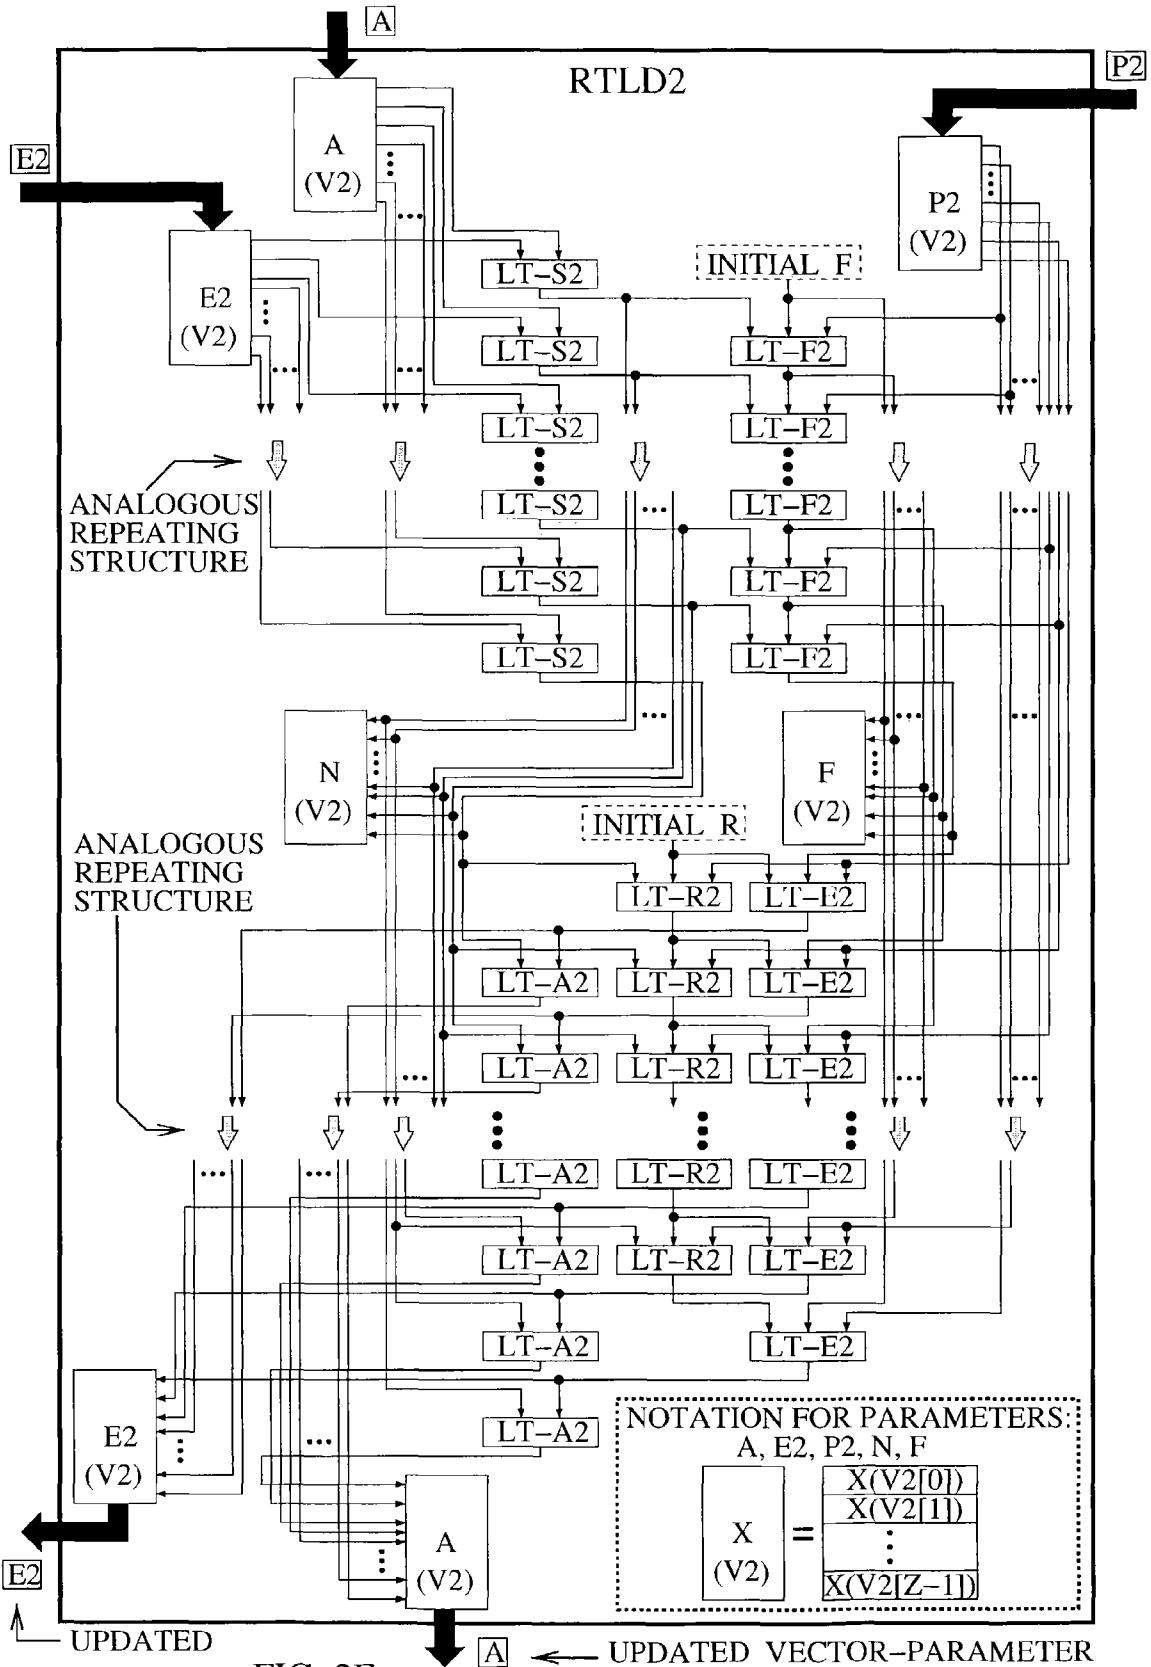 A
RTLD2
P2
E2
A
(V2)
P2
(V2)
E2
(V2)
LT-S2
INITIAL F
LT-S2
LT-F2
LT-S2
LT-F2
ANALOGOUS
REPEATING
STRUCTURE
LT-S2
LT-F2
LT-S2
LT-F2
LT-S2
LT-F2
N
(V2)
F
(V2)
INITIAL R
ANALOGOUS
REPEATING
STRUCTURE
LT-R2
LT-E2
LT-A2
LT-R2
LT-E2
LT-A2
LT-R2
LT-E2
LT-A2
LT-R2
LT-E2
LT-A2
LT-R2
LT-E2
LT-A2
LT-E2
LT-A2
E2
(V2)
NOTATION FOR PARAMETERS:
A, E2, P2, N, F
X
(V2)
=
X(V2[0])
X(V2[1])
X(V2[Z-1])
A
(V2)
E2
UPDATED
A
UPDATED VECTOR-PARAMETER